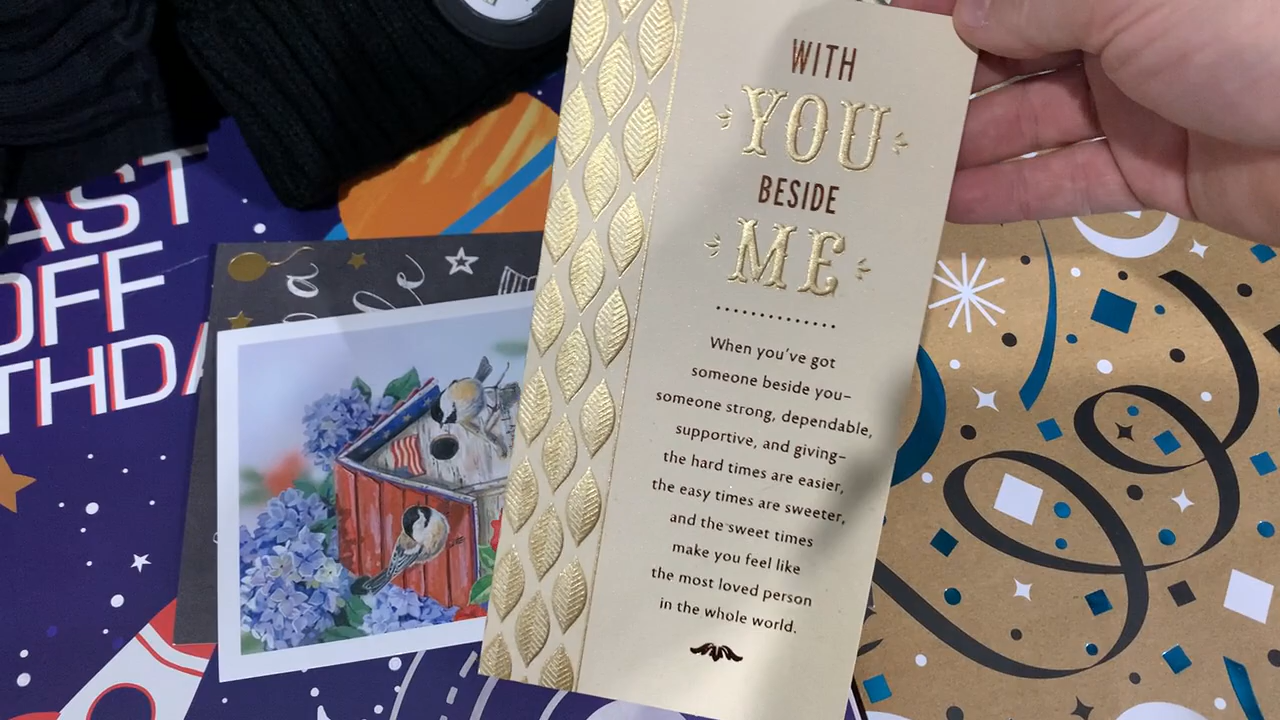 WITH
YOU
BESIDE
ME
When you've got
someone beside you–
someone strong, dependable,
supportive, and giving–
the hard times are easier,
the easy times are sweeter,
and the sweet times
make you feel like
the most loved person
in the whole world.
OFF